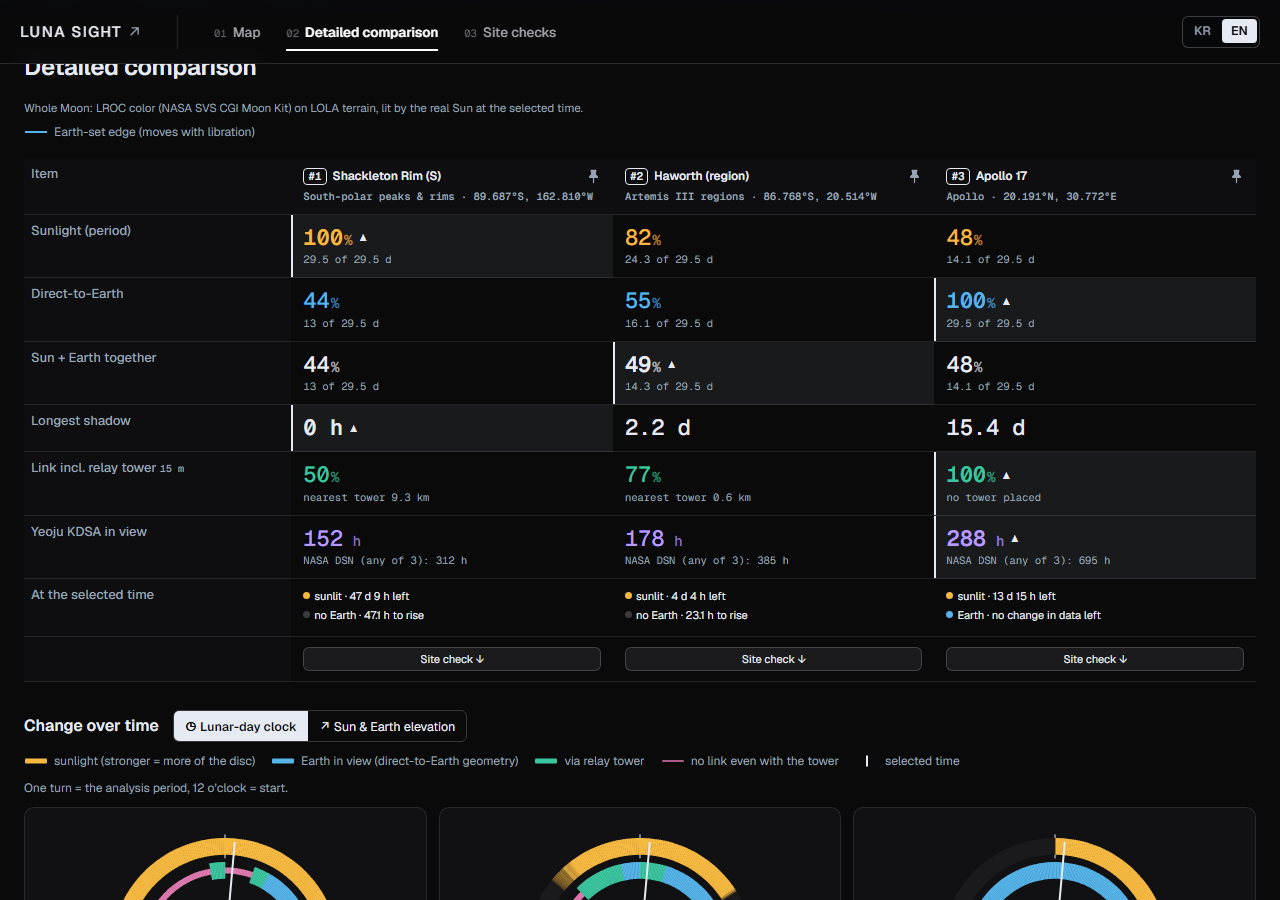 LUNA SIGHT ↗
01 Map
02 Detailed comparison
03 Site checks
KR EN
Detailed comparison
Whole Moon: LROC color (NASA SVS CGI Moon Kit) on LOLA terrain, lit by the real Sun at the selected time.
Earth-set edge (moves with libration)
Item
#1 Shackleton Rim (S)
South-polar peaks & rims · 89.687°S, 162.810°W
#2 Haworth (region)
Artemis III regions · 86.768°S, 20.514°W
#3 Apollo 17
Apollo · 20.191°N, 30.772°E
Sunlight (period)
100% ▲
29.5 of 29.5 d
82%
24.3 of 29.5 d
48%
14.1 of 29.5 d
Direct-to-Earth
44%
13 of 29.5 d
55%
16.1 of 29.5 d
100% ▲
29.5 of 29.5 d
Sun + Earth together
44%
13 of 29.5 d
49% ▲
14.3 of 29.5 d
48%
14.1 of 29.5 d
Longest shadow
0 h ▲
2.2 d
15.4 d
Link incl. relay tower 15 m
50%
nearest tower 9.3 km
77%
nearest tower 0.6 km
100% ▲
no tower placed
Yeoju KDSA in view
152 h
NASA DSN (any of 3): 312 h
178 h
NASA DSN (any of 3): 385 h
288 h ▲
NASA DSN (any of 3): 695 h
At the selected time
sunlit · 47 d 9 h left
no Earth · 47.1 h to rise
sunlit · 4 d 4 h left
no Earth · 23.1 h to rise
sunlit · 13 d 15 h left
Earth · no change in data left
Site check ↓
Site check ↓
Site check ↓
Change over time
Lunar-day clock
↗ Sun & Earth elevation
sunlight (stronger = more of the disc)
Earth in view (direct-to-Earth geometry)
via relay tower
no link even with the tower
selected time
One turn = the analysis period, 12 o'clock = start.